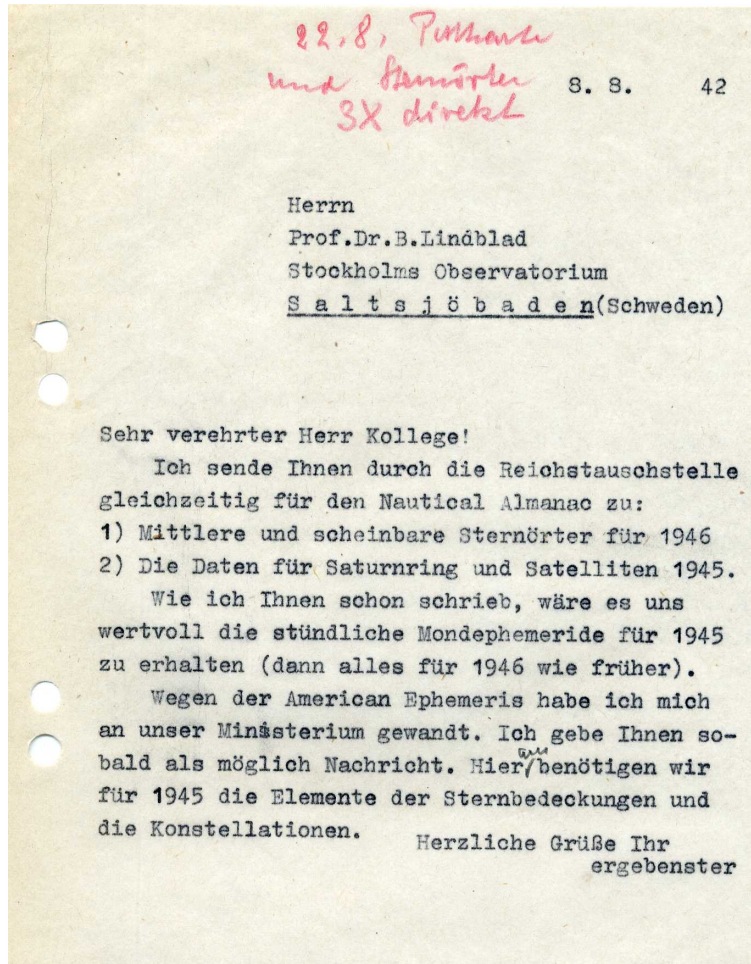 22.8. Postkarte
und Sternörter
3X direkt
8. 8. 42
Herrn
Prof.Dr.B.Lindblad
Stockholms Observatorium
S a l t s j ö b a d e n(Schweden)
Sehr verehrter Herr Kollege!
Ich sende Ihnen durch die Reichstauschstelle
gleichzeitig für den Nautical Almanac zu:
1) Mittlere und scheinbare Sternörter für 1946
2) Die Daten für Saturnring und Satelliten 1945.
Wie ich Ihnen schon schrieb, wäre es uns
wertvoll die stündliche Mondephemeride für 1945
zu erhalten (dann alles für 1946 wie früher).
Wegen der American Ephemeris habe ich mich
an unser Ministerium gewandt. Ich gebe Ihnen so-
bald als möglich Nachricht. Hieraus benötigen wir
für 1945 die Elemente der Sternbedeckungen und
die Konstellationen.
Herzliche Grüße Ihr
ergebenster